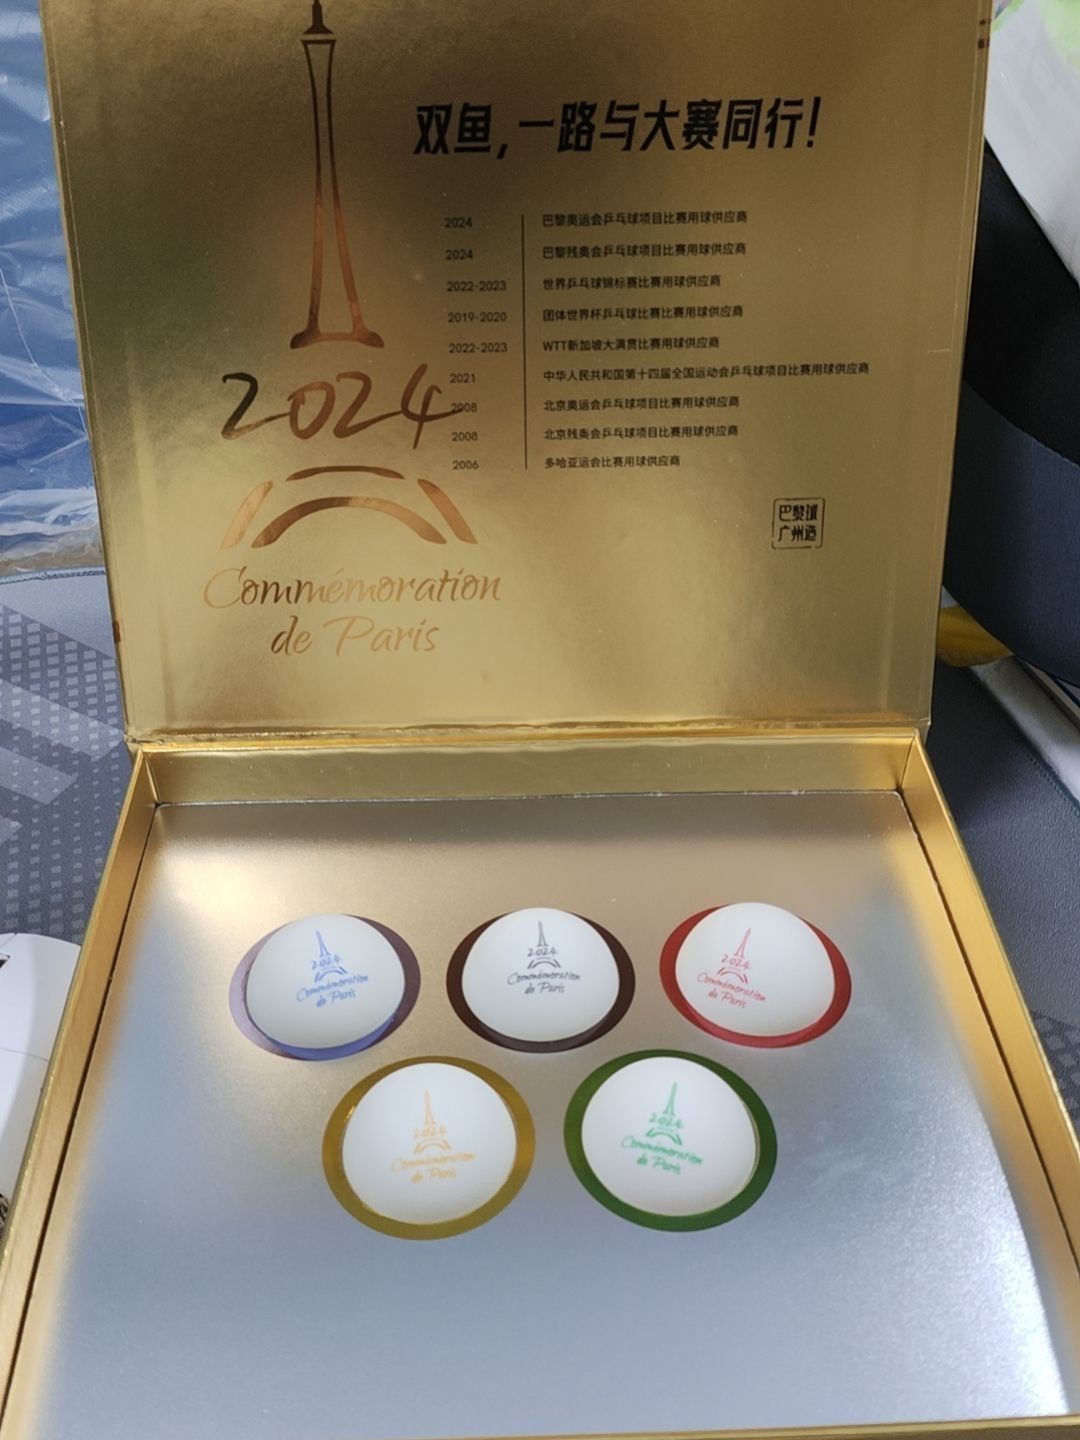 双鱼，一路与大赛同行！
2024 巴黎奥运会乒乓球项目比赛用球供应商
2024 巴黎残奥会乒乓球项目比赛用球供应商
2022-2023 世界乒乓球锦标赛比赛用球供应商
2019-2020 团体世界杯乒乓球比赛比赛用球供应商
2022-2023 WTT新加坡大满贯比赛用球供应商
2021 中华人民共和国第十四届全国运动会乒乓球项目比赛用球供应商
2008 北京奥运会乒乓球项目比赛用球供应商
2008 北京残奥会乒乓球项目比赛用球供应商
2006 多哈亚运会比赛用球供应商
2024
Commémoration
de Paris
巴黎球
广州造
2024
Commémoration
de Paris
2024
Commémoration
de Paris
2024
Commémoration
de Paris
2024
Commémoration
de Paris
2024
Commémoration
de Paris